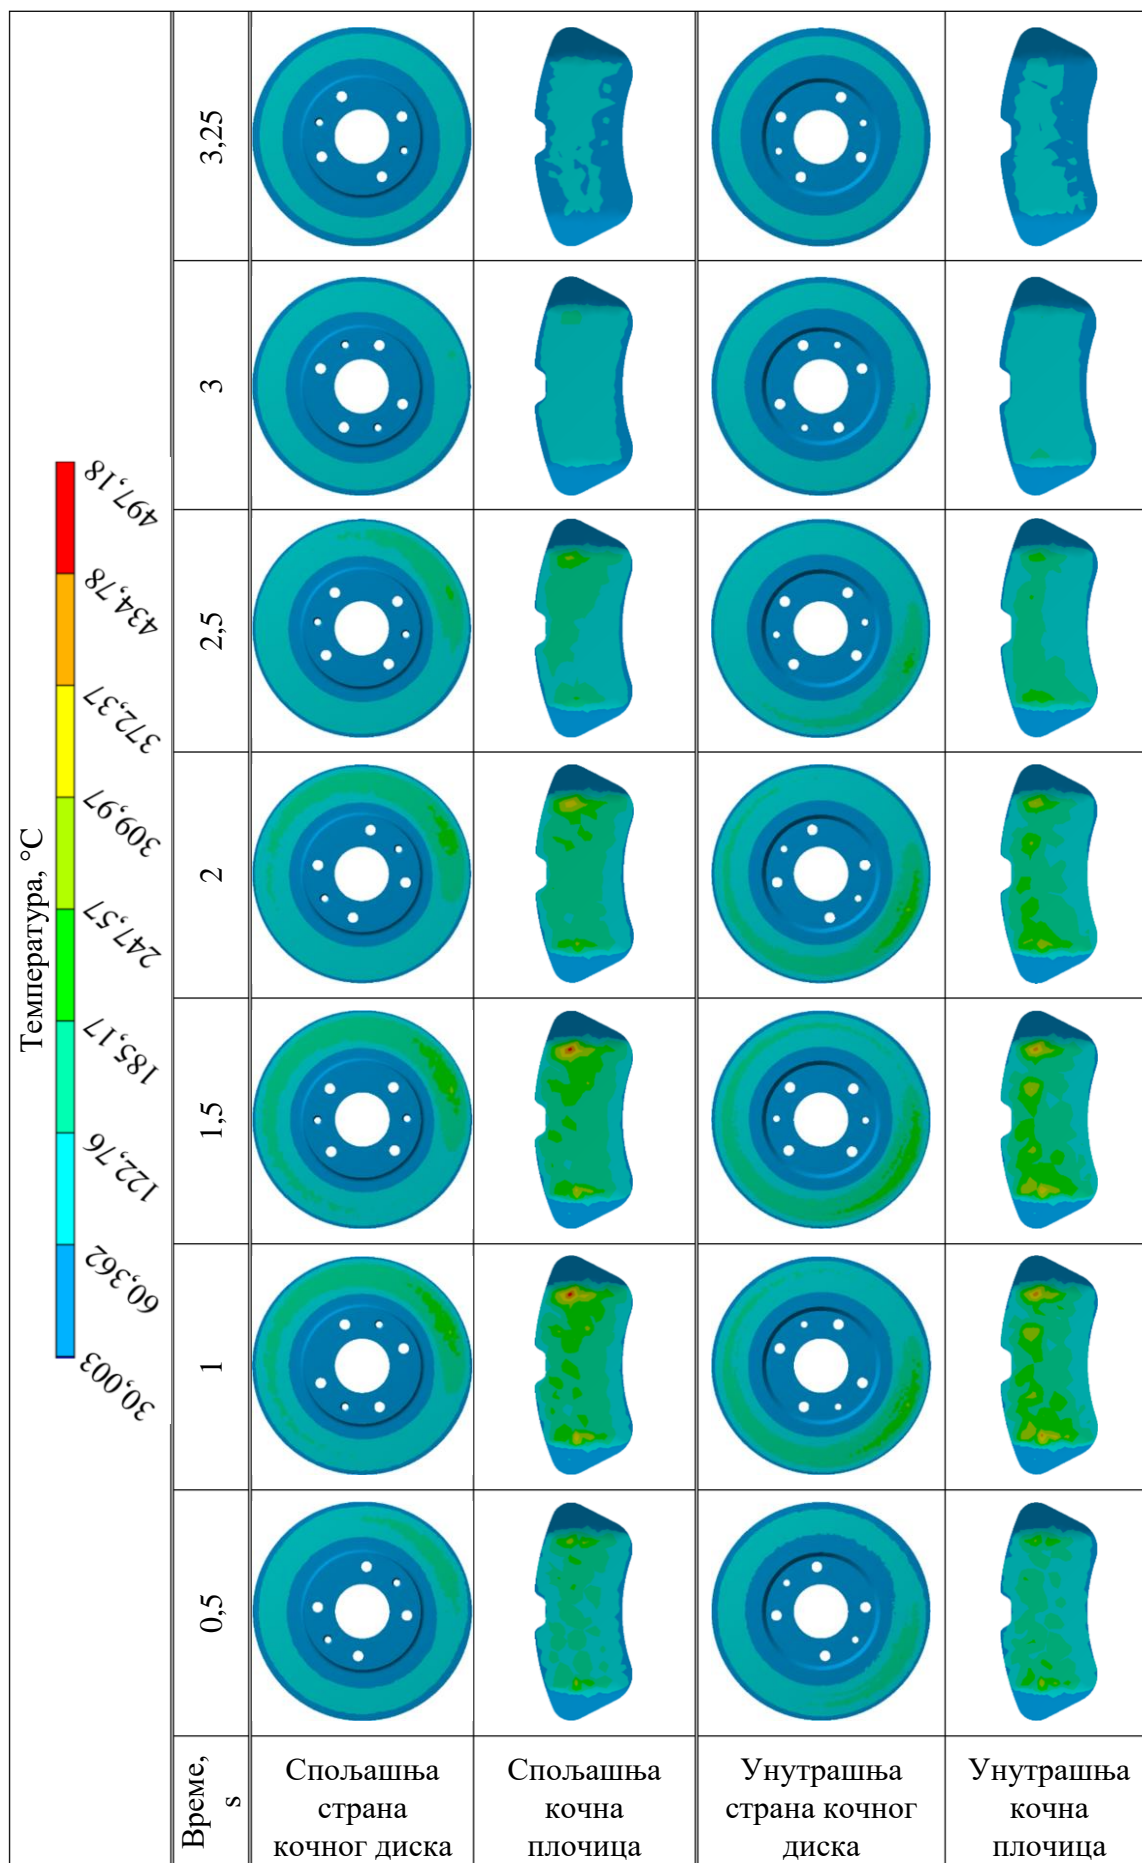 Температура, °C
30,003
60,362
122,76
185,17
247,57
309,97
372,37
434,78
497,18
Време,
s
0,5
1
1,5
2
2,5
3
3,25
Спољашња
страна
кочног диска
Спољашња
кочна
плочица
Унутрашња
страна кочног
диска
Унутрашња
кочна
плочица